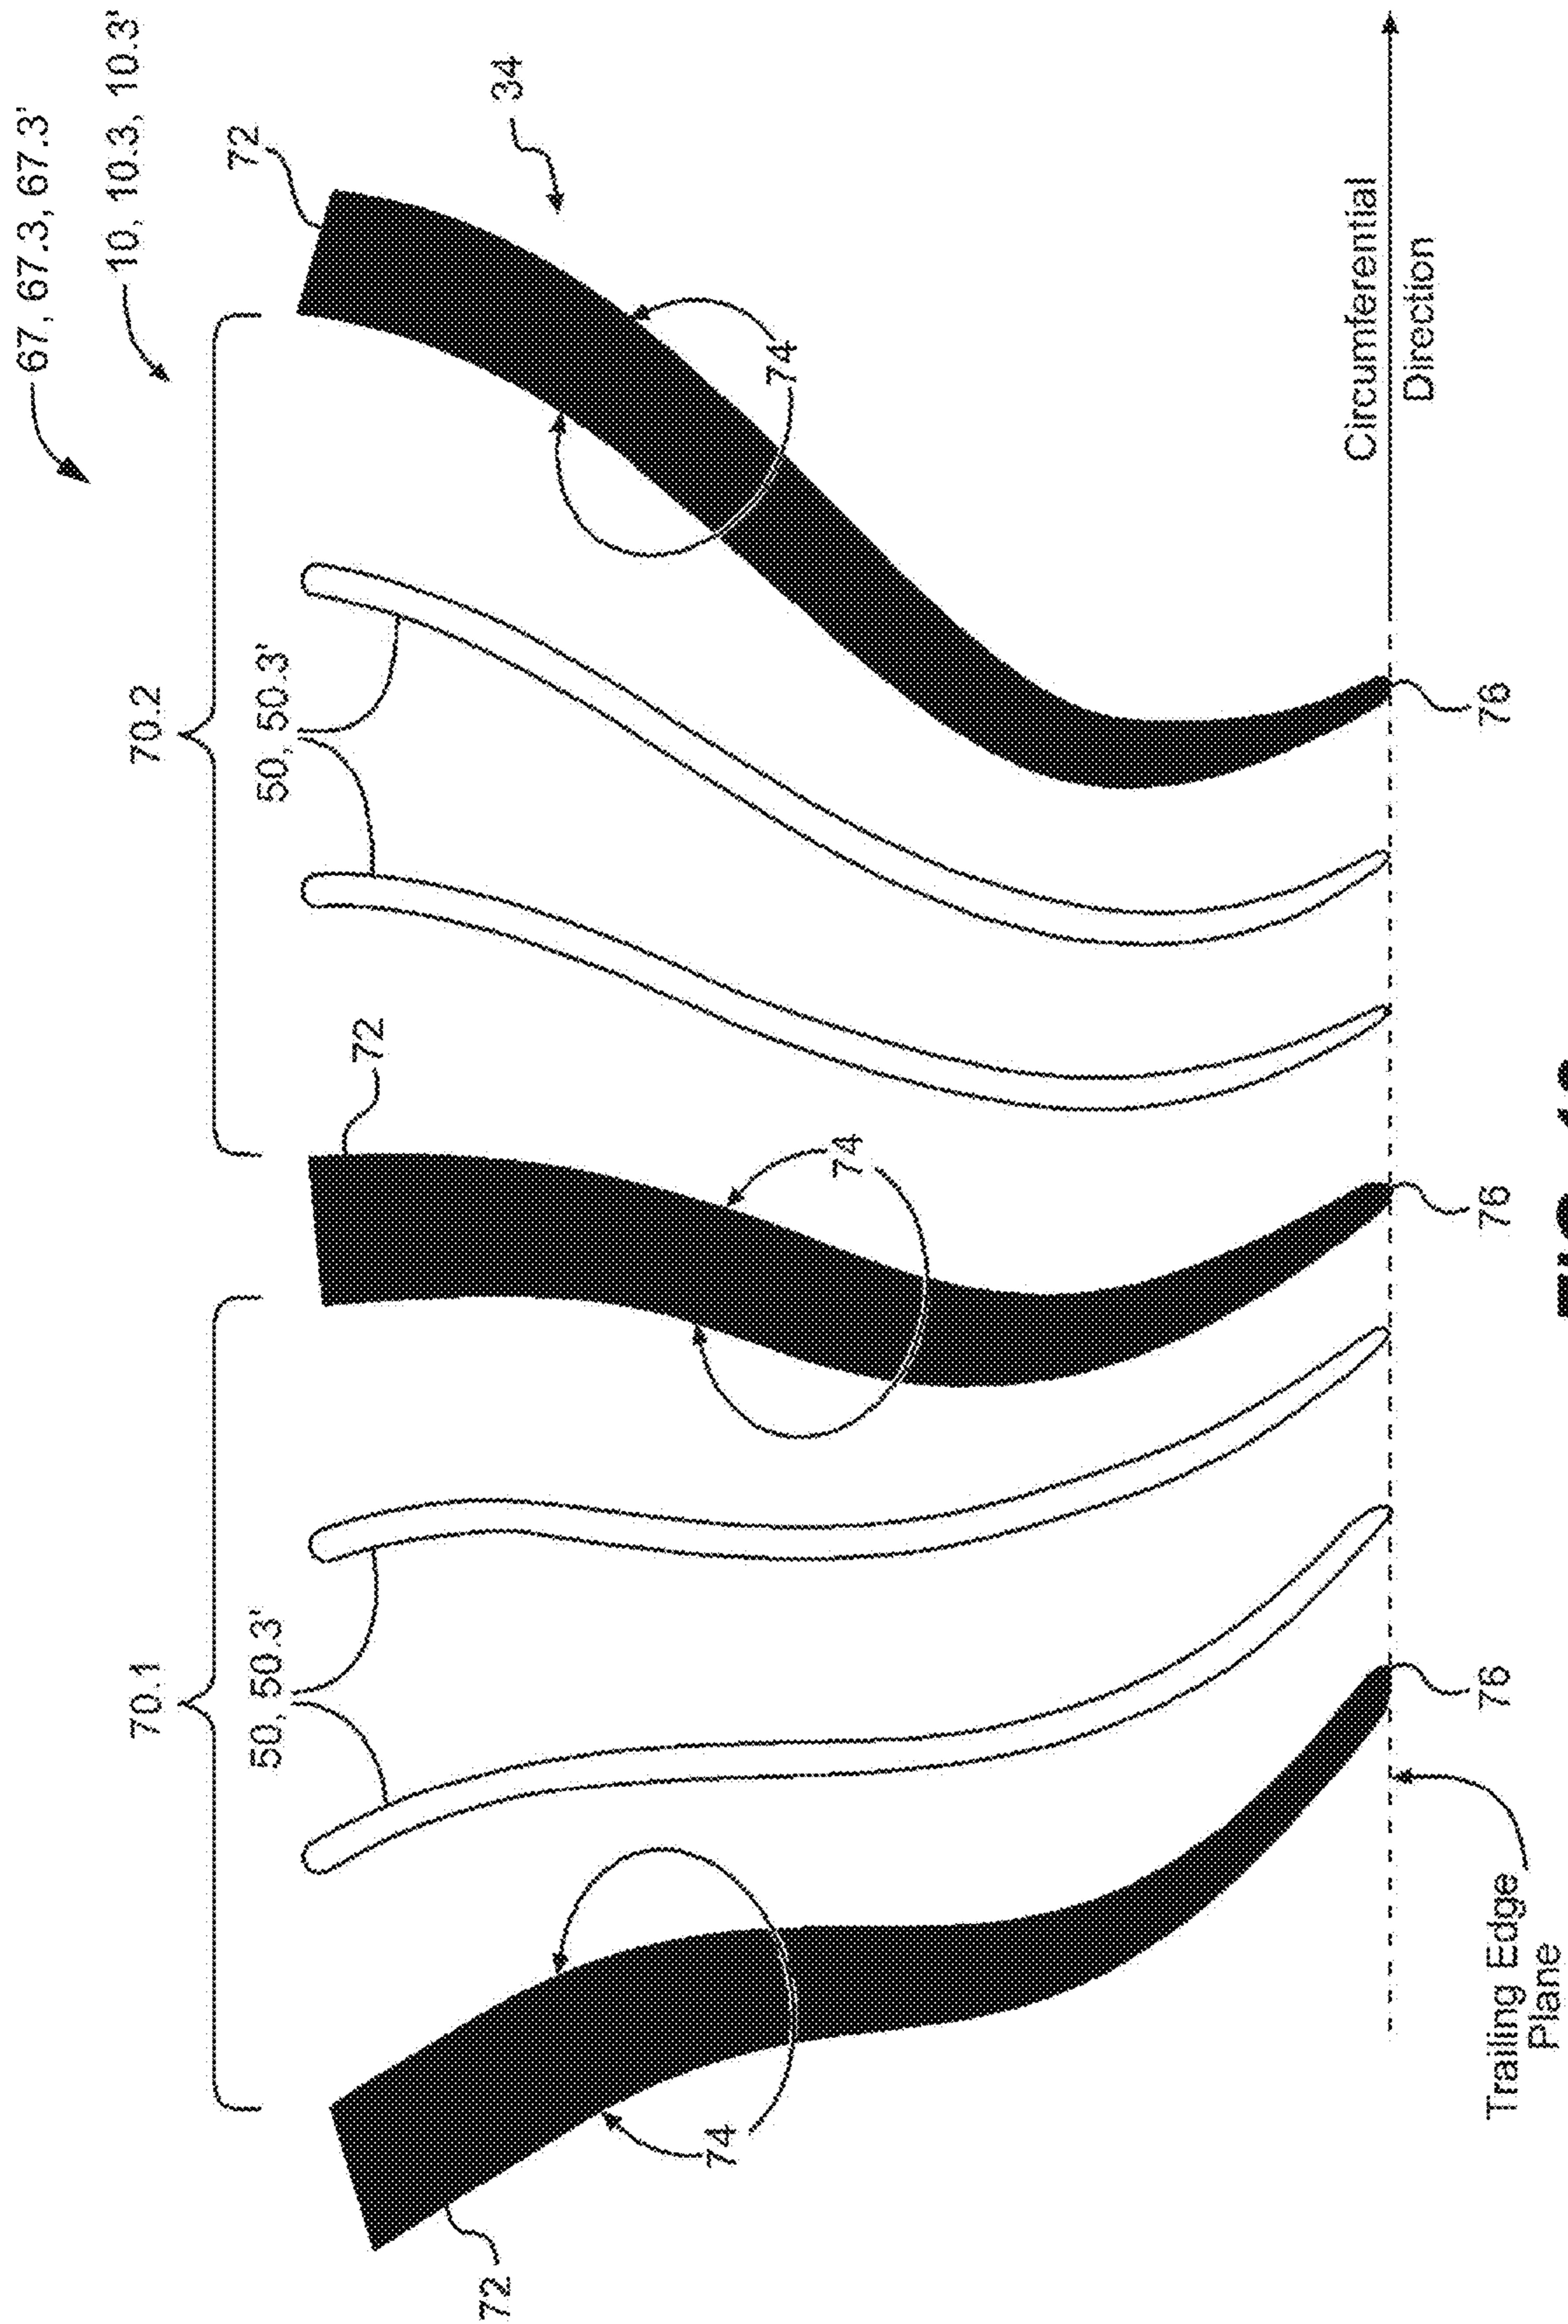 67, 67.3, 67.3'
10, 10.3, 10.3'
70.1
70.2
50, 50.3'
50, 50.3'
72
72
72
34
74
74
74
76
76
76
Circumferential
Direction
Trailing Edge
Plane